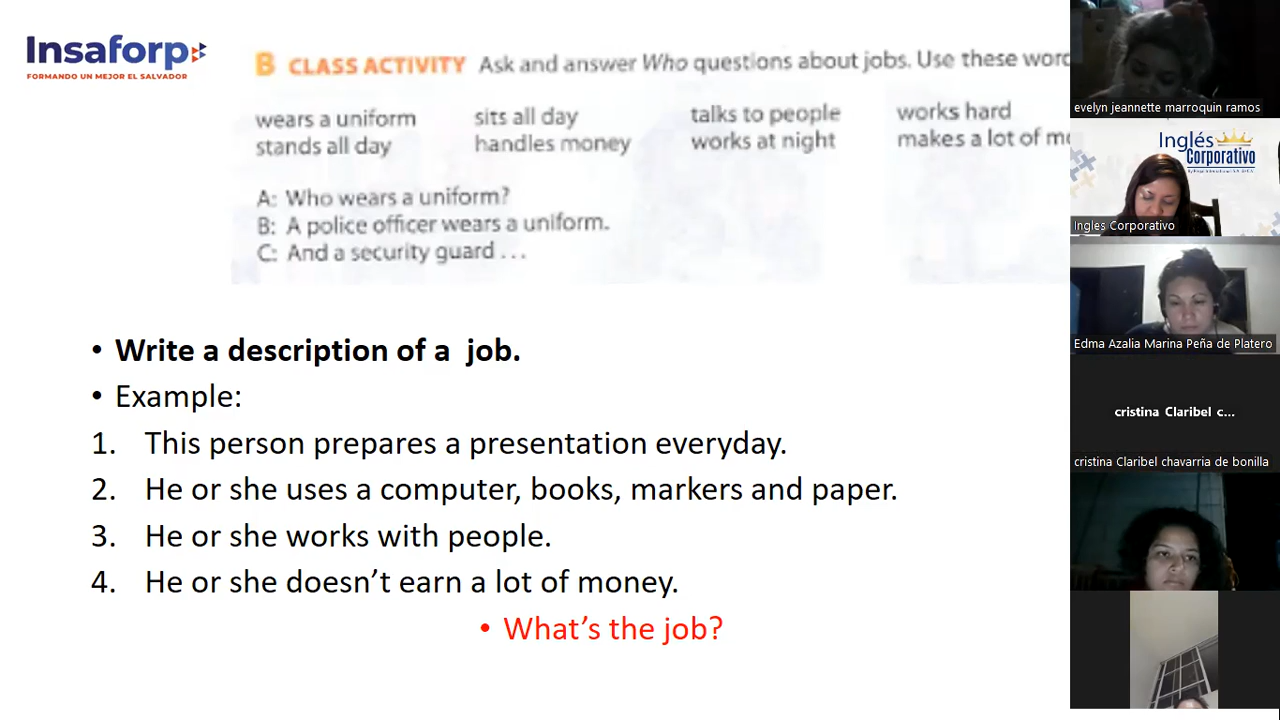 Insaforp
FORMANDO UN MEJOR EL SALVADOR
B CLASS ACTIVITY Ask and answer Who questions about jobs. Use these
wears a uniform sits all day talks to people works hard
stands all day handles money works at night makes a lot of
A: Who wears a uniform?
B: A police officer wears a uniform.
C: And a security guard ...
• Write a description of a job.
• Example:
1. This person prepares a presentation everyday.
2. He or she uses a computer, books, markers and paper.
3. He or she works with people.
4. He or she doesn't earn a lot of money.
• What's the job?
evelyn jeannette marroquin ramos
Inglés
Corporativo
Ingles Corporativo
Edma Azalia Marina Peña de Platero
cristina Claribel c...
cristina Claribel chavarria de bonilla